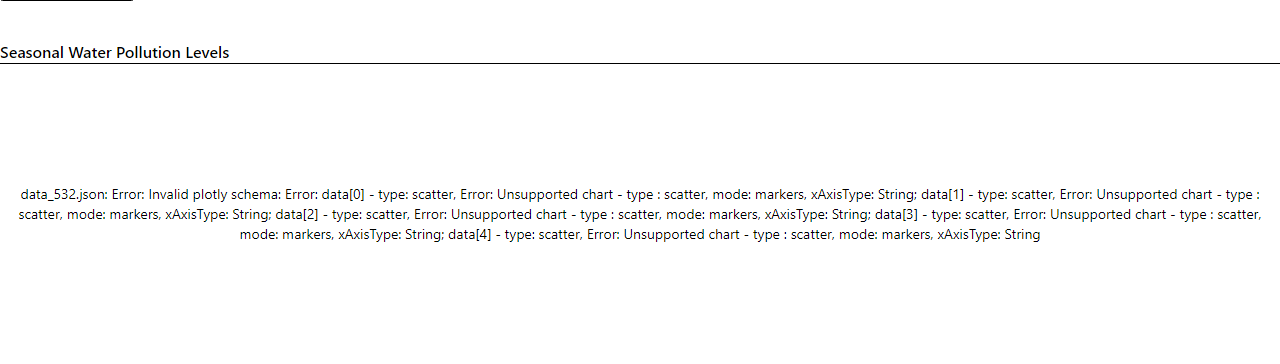 Seasonal Water Pollution Levels
data_532.json: Error: Invalid plotly schema: Error: data[0] - type: scatter, Error: Unsupported chart - type : scatter, mode: markers, xAxisType: String; data[1] - type: scatter, Error: Unsupported chart - type :
scatter, mode: markers, xAxisType: String; data[2] - type: scatter, Error: Unsupported chart - type : scatter, mode: markers, xAxisType: String; data[3] - type: scatter, Error: Unsupported chart - type : scatter,
mode: markers, xAxisType: String; data[4] - type: scatter, Error: Unsupported chart - type : scatter, mode: markers, xAxisType: String